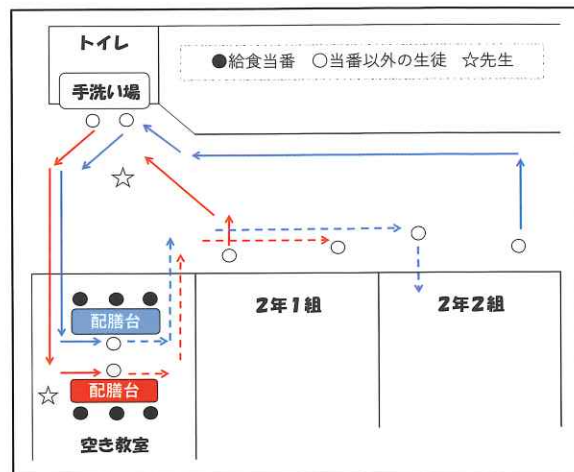 トイレ
●給食当番 ○当番以外の生徒 ☆先生
手洗い場
2年1組
2年2組
配膳台
配膳台
空き教室